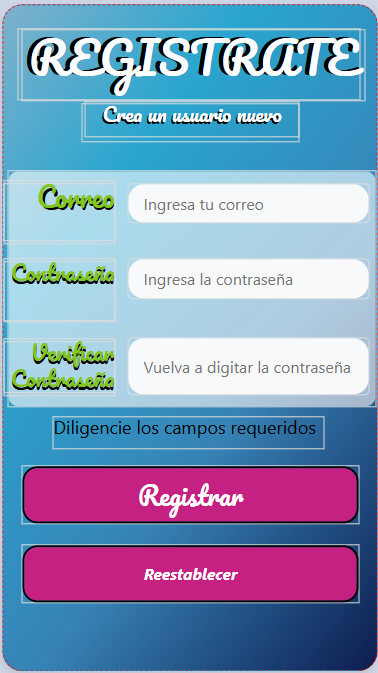 REGISTRATE
Crea un usuario nuevo
Correo
Ingresa tu correo
Contraseña
Ingresa la contraseña
Verificar
Contraseña
Vuelva a digitar la contraseña
Diligencie los campos requeridos
Registrar
Reestablecer